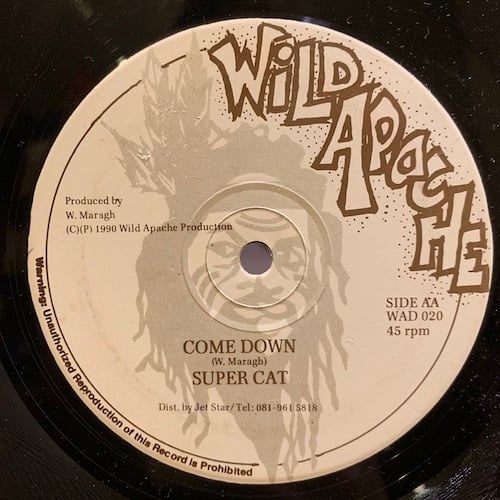 WILD
APACHE
Produced by
W. Maragh
(C)(P) 1990 Wild Apache Production
SIDE AA
WAD 020
45 rpm
COME DOWN
(W. Maragh)
SUPER CAT
Dist. by Jet Star/Tel: 081-961 5818
Warning: Unauthorized Reproduction of this Record is Prohibited